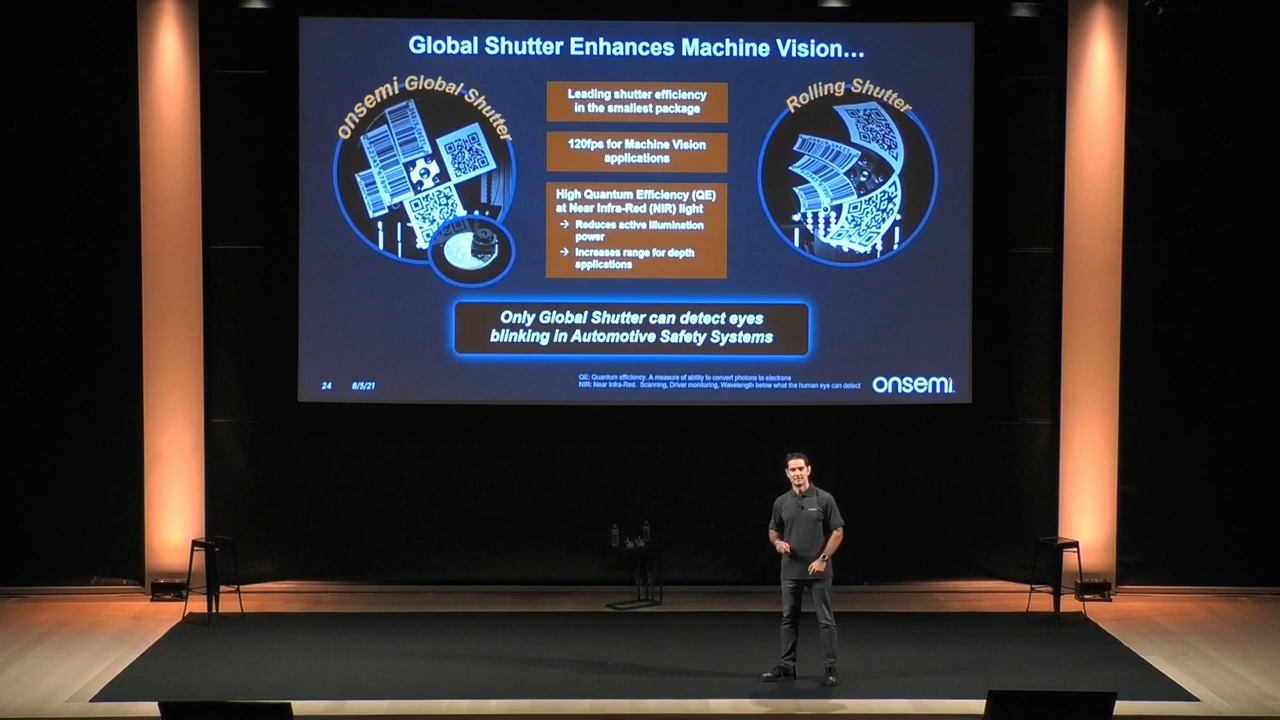 Global Shutter Enhances Machine Vision...
onsemi Global Shutter
Leading shutter efficiency
in the smallest package
120fps for Machine Vision
applications
High Quantum Efficiency (QE)
at Near Infra-Red (NIR) light
→ Reduces active illumination
power
→ Increases range for depth
applications
Rolling Shutter
Only Global Shutter can detect eyes
blinking in Automotive Safety Systems
24 8/5/21
QE: Quantum efficiency. A measure of ability to convert photons to electrons
NIR: Near Infra-Red. Scanning, Driver monitoring, Wavelength below what the human eye can detect
onsemi